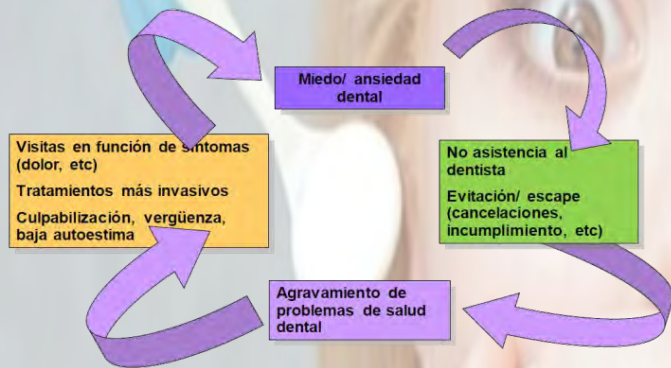 Miedo/ ansiedad
dental
Visitas en función de síntomas
(dolor, etc)
Tratamientos más invasivos
Culpabilización, vergüenza,
baja autoestima
No asistencia al
dentista
Evitación/ escape
(cancelaciones,
incumplimiento, etc)
Agravamiento de
problemas de salud
dental